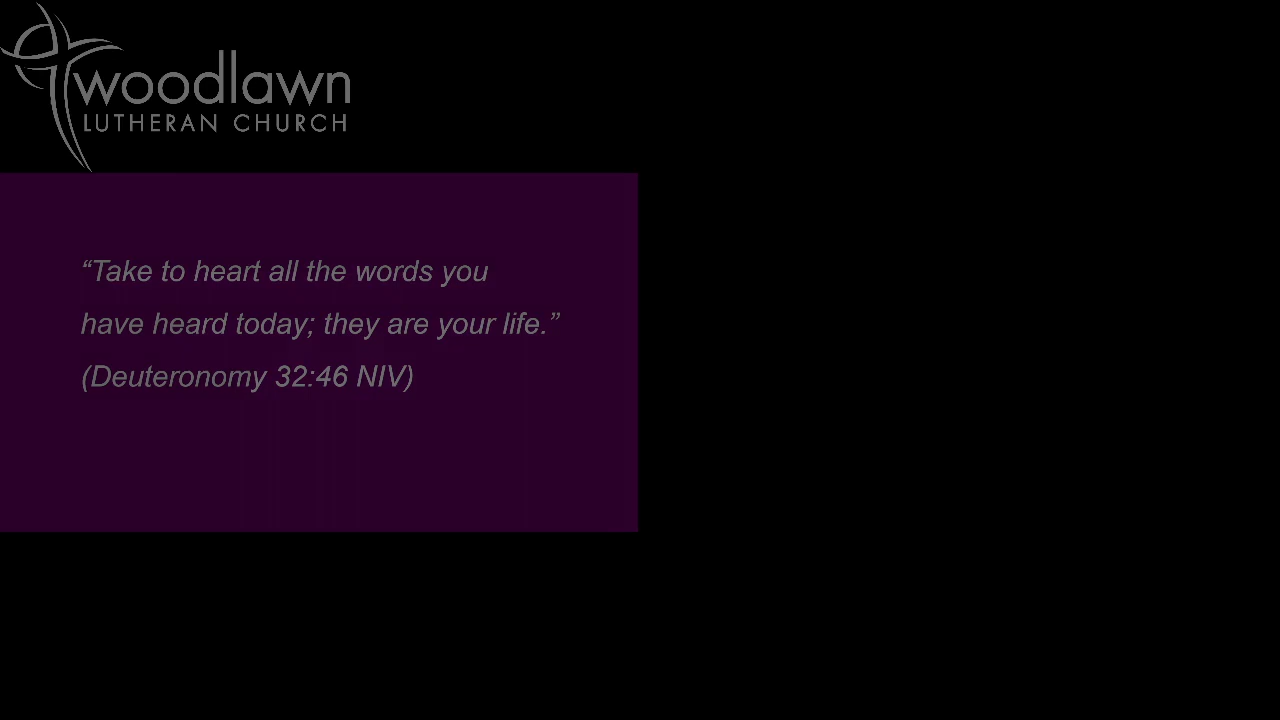 woodlawn
LUTHERAN CHURCH
“Take to heart all the words you
have heard today; they are your life.”
(Deuteronomy 32:46 NIV)